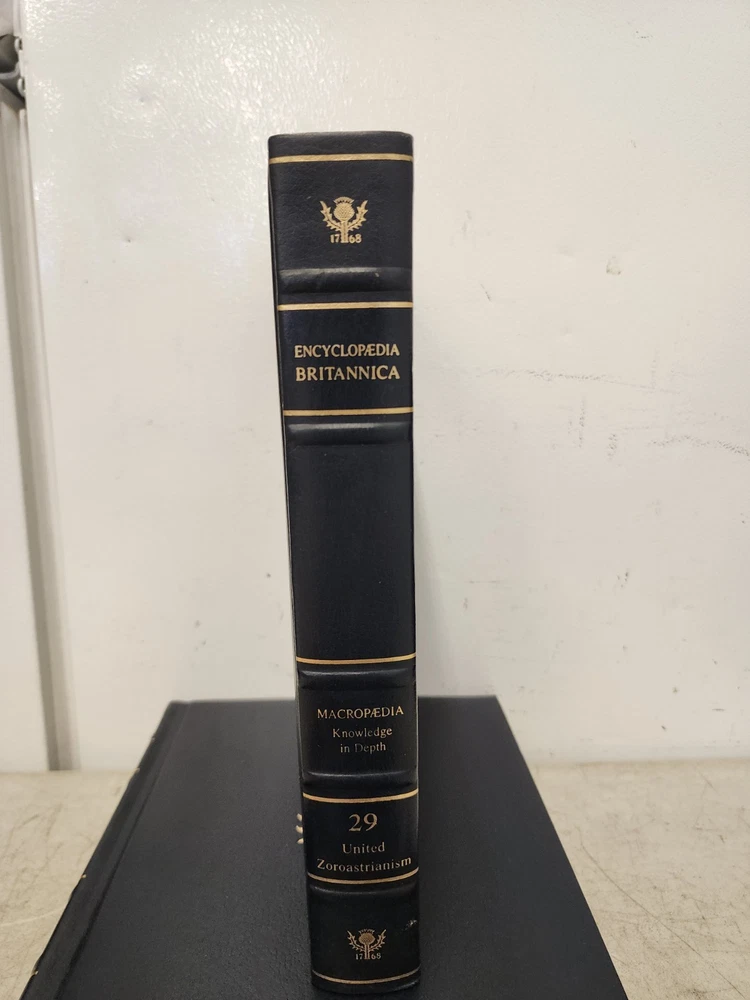 1768
ENCYCLOPÆDIA
BRITANNICA
MACROPÆDIA
Knowledge
in Depth
29
United
Zoroastrianism
1768